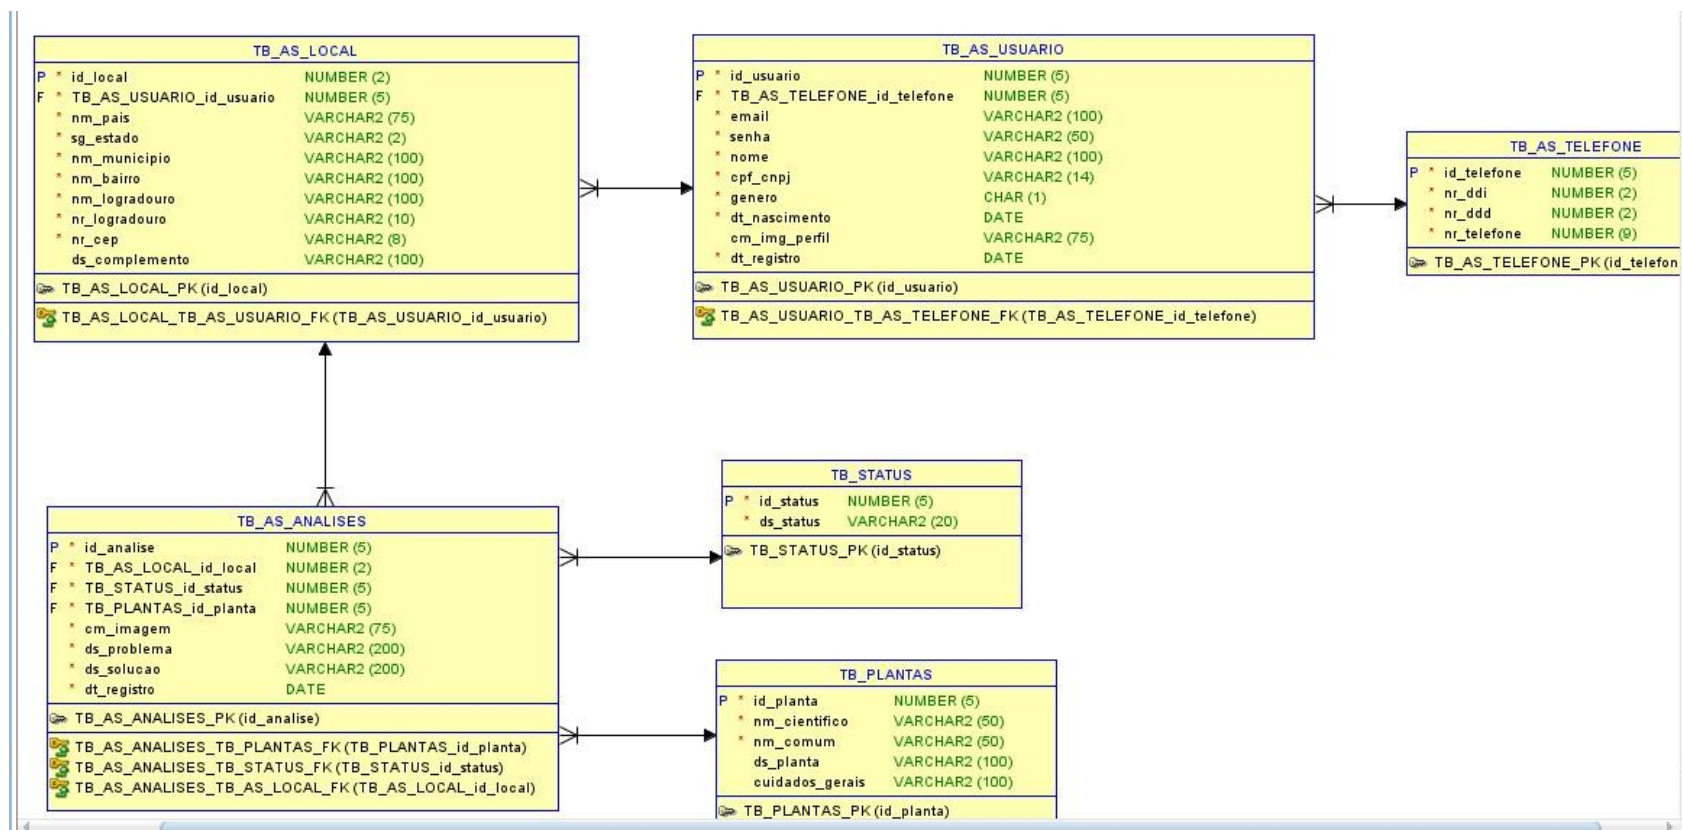 TB_AS_LOCAL
P * id_local NUMBER (2)
F * TB_AS_USUARIO_id_usuario NUMBER (5)
* nm_pais VARCHAR2 (75)
* sg_estado VARCHAR2 (2)
* nm_municipio VARCHAR2 (100)
* nm_bairro VARCHAR2 (100)
* nm_logradouro VARCHAR2 (100)
* nr_logradouro VARCHAR2 (10)
* nr_cep VARCHAR2 (8)
ds_complemento VARCHAR2 (100)
TB_AS_LOCAL_PK (id_local)
TB_AS_LOCAL_TB_AS_USUARIO_FK (TB_AS_USUARIO_id_usuario)
TB_AS_USUARIO
P * id_usuario NUMBER (5)
F * TB_AS_TELEFONE_id_telefone NUMBER (5)
* email VARCHAR2 (100)
* senha VARCHAR2 (50)
* nome VARCHAR2 (100)
* cpf_cnpj VARCHAR2 (14)
* genero CHAR (1)
* dt_nascimento DATE
cm_img_perfil VARCHAR2 (75)
* dt_registro DATE
TB_AS_USUARIO_PK (id_usuario)
TB_AS_USUARIO_TB_AS_TELEFONE_FK (TB_AS_TELEFONE_id_telefone)
TB_AS_TELEFONE
P * id_telefone NUMBER (5)
* nr_ddi NUMBER (2)
* nr_ddd NUMBER (2)
* nr_telefone NUMBER (9)
TB_AS_TELEFONE_PK (id_telefon
TB_AS_ANALISES
P * id_analise NUMBER (5)
F * TB_AS_LOCAL_id_local NUMBER (2)
F * TB_STATUS_id_status NUMBER (5)
F * TB_PLANTAS_id_planta NUMBER (5)
* cm_imagem VARCHAR2 (75)
* ds_problema VARCHAR2 (200)
* ds_solucao VARCHAR2 (200)
* dt_registro DATE
TB_AS_ANALISES_PK (id_analise)
TB_AS_ANALISES_TB_PLANTAS_FK (TB_PLANTAS_id_planta)
TB_AS_ANALISES_TB_STATUS_FK (TB_STATUS_id_status)
TB_AS_ANALISES_TB_AS_LOCAL_FK (TB_AS_LOCAL_id_local)
TB_STATUS
P * id_status NUMBER (5)
* ds_status VARCHAR2 (20)
TB_STATUS_PK (id_status)
TB_PLANTAS
P * id_planta NUMBER (5)
* nm_cientifico VARCHAR2 (50)
* nm_comum VARCHAR2 (50)
ds_planta VARCHAR2 (100)
cuidados_gerais VARCHAR2 (100)
TB_PLANTAS_PK (id_planta)